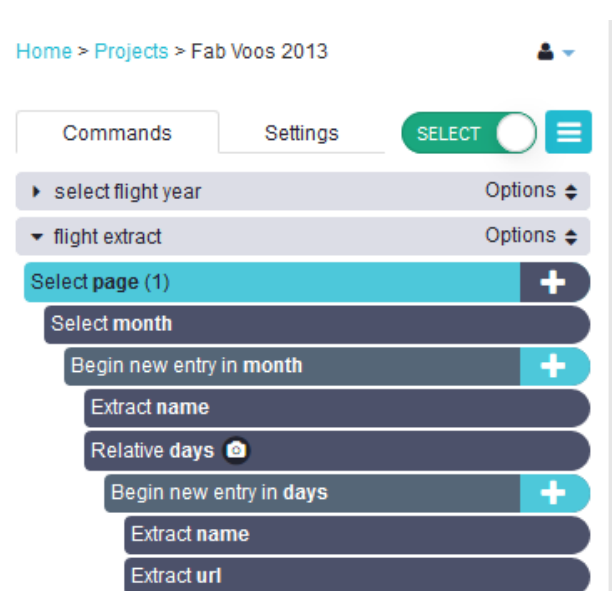 Home > Projects > Fab Voos 2013
Commands Settings SELECT
select flight year Options
flight extract Options
Select page (1)
Select month
Begin new entry in month
Extract name
Relative days
Begin new entry in days
Extract name
Extract url